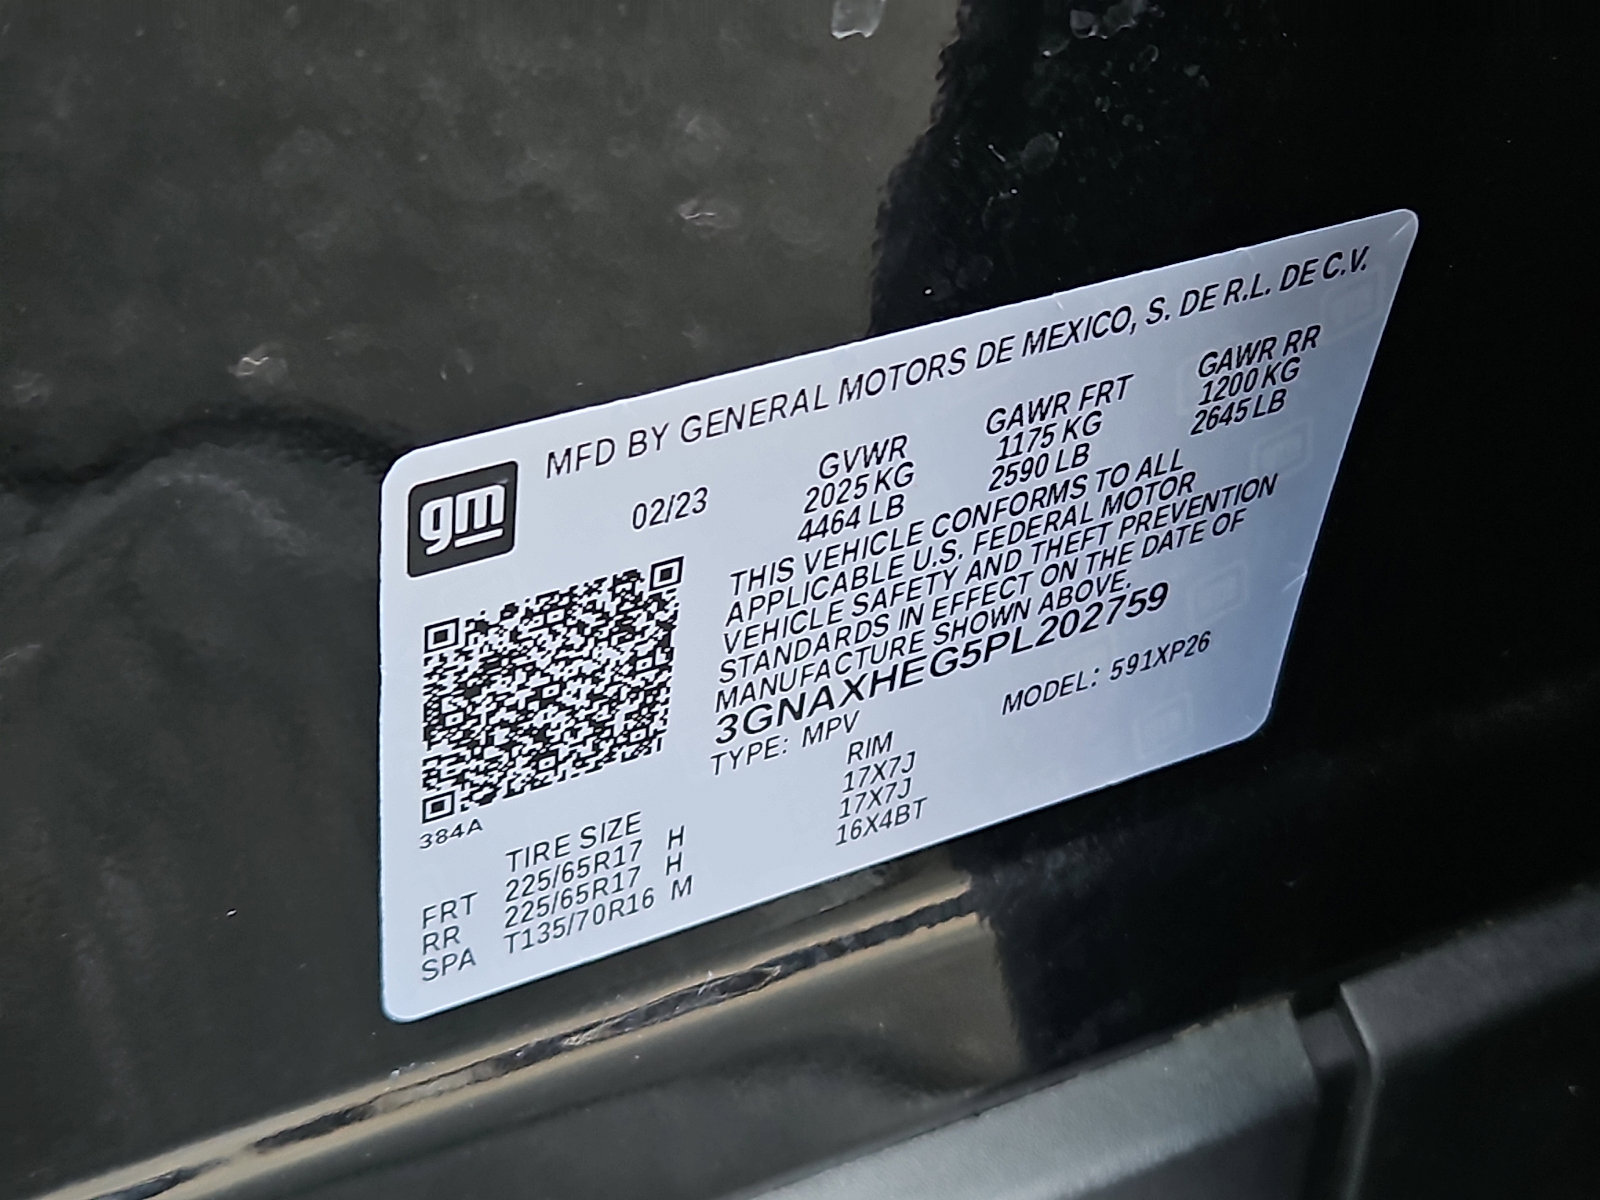 MFD BY GENERAL MOTORS DE MEXICO, S. DE R.L. DE C.V.
gm
02/23
GVWR GAWR FRT GAWR RR
2025 KG 1175 KG 1200 KG
4464 LB 2590 LB 2645 LB
THIS VEHICLE CONFORMS TO ALL
APPLICABLE U.S. FEDERAL MOTOR
VEHICLE SAFETY AND THEFT PREVENTION
STANDARDS IN EFFECT ON THE DATE OF
MANUFACTURE SHOWN ABOVE.
3GNAXHEG5PL202759
TYPE: MPV MODEL: 591XP26
384A
TIRE SIZE RIM
FRT 225/65R17 H 17X7J
RR 225/65R17 H 17X7J
SPA T135/70R16 M 16X4BT